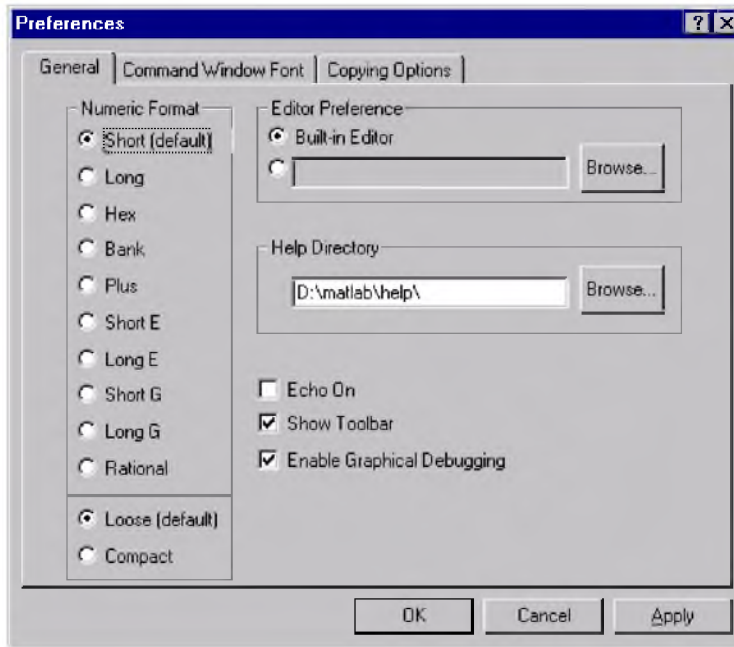 Preferences
General
Command Window Font
Copying Options
Numeric Format
Short (default)
Long
Hex
Bank
Plus
Short E
Long E
Short G
Long G
Rational
Loose (default)
Compact
Editor Preference
Built-in Editor
Browse...
Help Directory
D:\matlab\help\
Browse...
Echo On
Show Toolbar
Enable Graphical Debugging
OK
Cancel
Apply